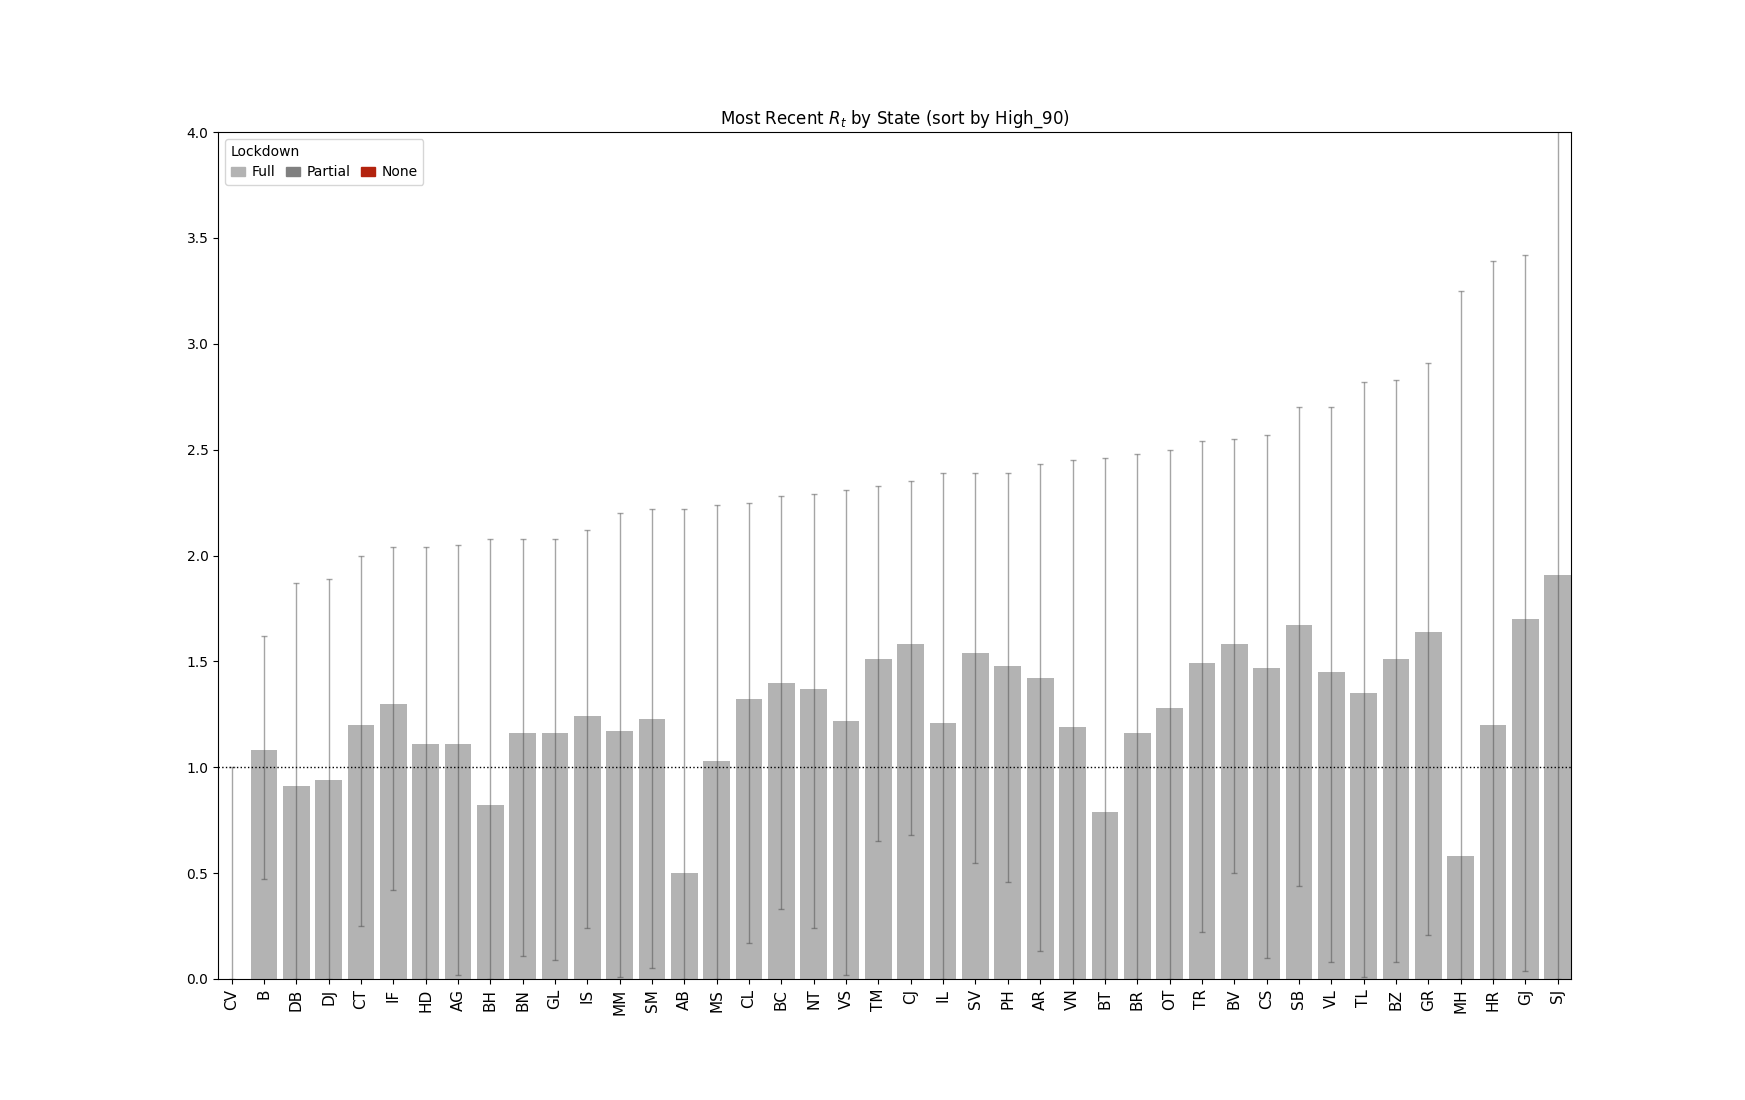 Most Recent R_t by State (sort by High_90)
Lockdown
Full Partial None
4.0
3.5
3.0
2.5
2.0
1.5
1.0
0.5
0.0
CV B DB DJ CT IF HD AG BH BN GL IS MM SM AB MS CL BC NT VS TM CJ IL SV PH AR VN BT BR OT TR BV CS SB VL TL BZ GR MH HR GJ SJ